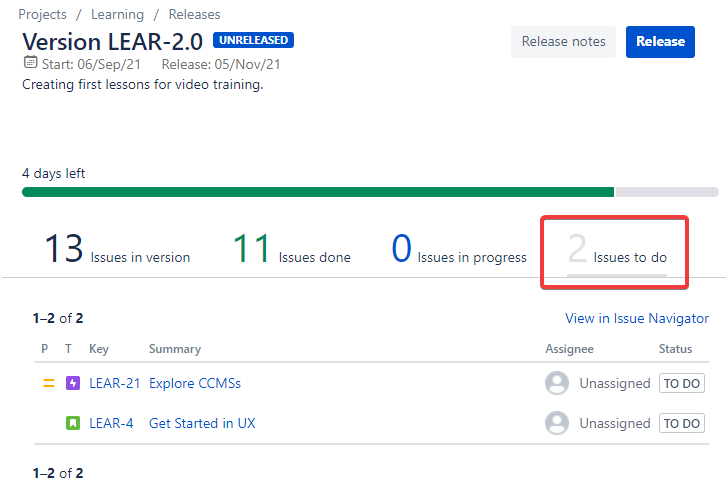 Projects / Learning / Releases
Version LEAR-2.0 UNRELEASED Release notes Release
Start: 06/Sep/21 Release: 05/Nov/21
Creating first lessons for video training.
4 days left
13 Issues in version 11 Issues done 0 Issues in progress 2 Issues to do
1–2 of 2 View in Issue Navigator
P T Key Summary Assignee Status
LEAR-21 Explore CCMSs Unassigned TO DO
LEAR-4 Get Started in UX Unassigned TO DO
1–2 of 2